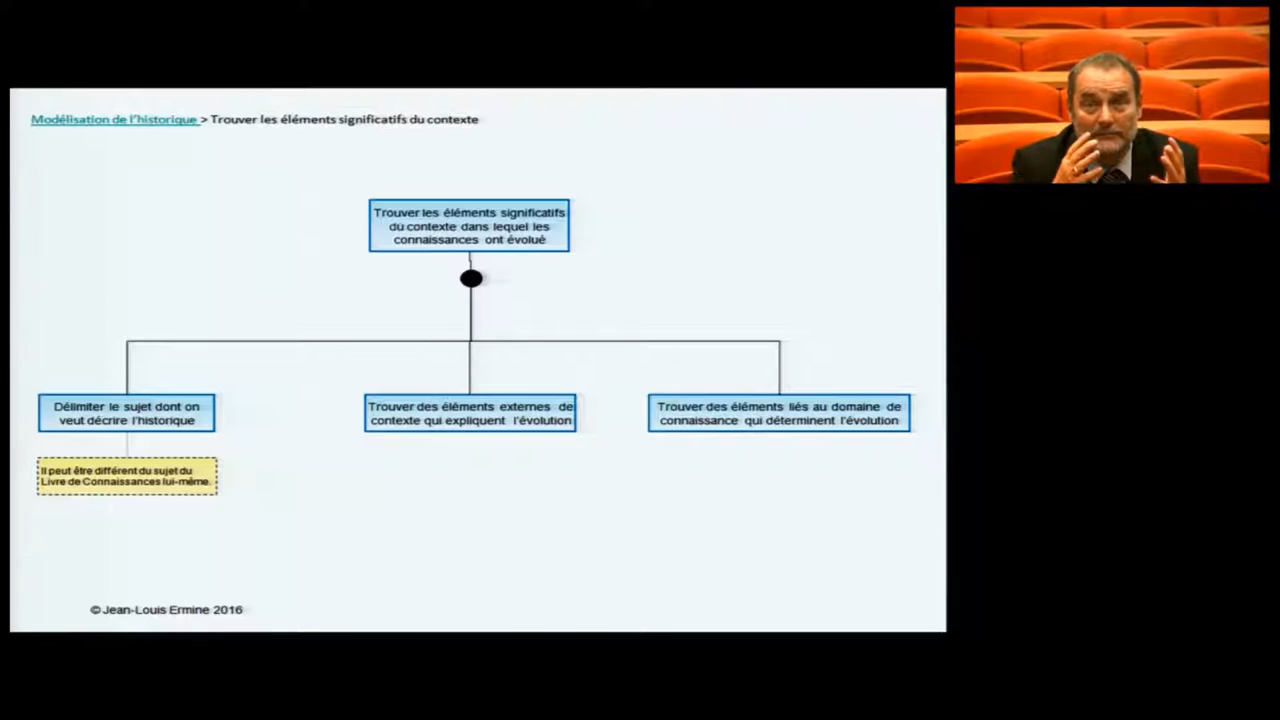 Modélisation de l'historique > Trouver les éléments significatifs du contexte
Trouver les éléments significatifs
du contexte dans lequel les
connaissances ont évolué
Délimiter le sujet dont on
veut décrire l'historique
Trouver des éléments externes de
contexte qui expliquent l'évolution
Trouver des éléments liés au domaine de
connaissance qui déterminent l'évolution
Il peut être différent du sujet du
Livre de Connaissances lui-même.
© Jean-Louis Ermine 2016